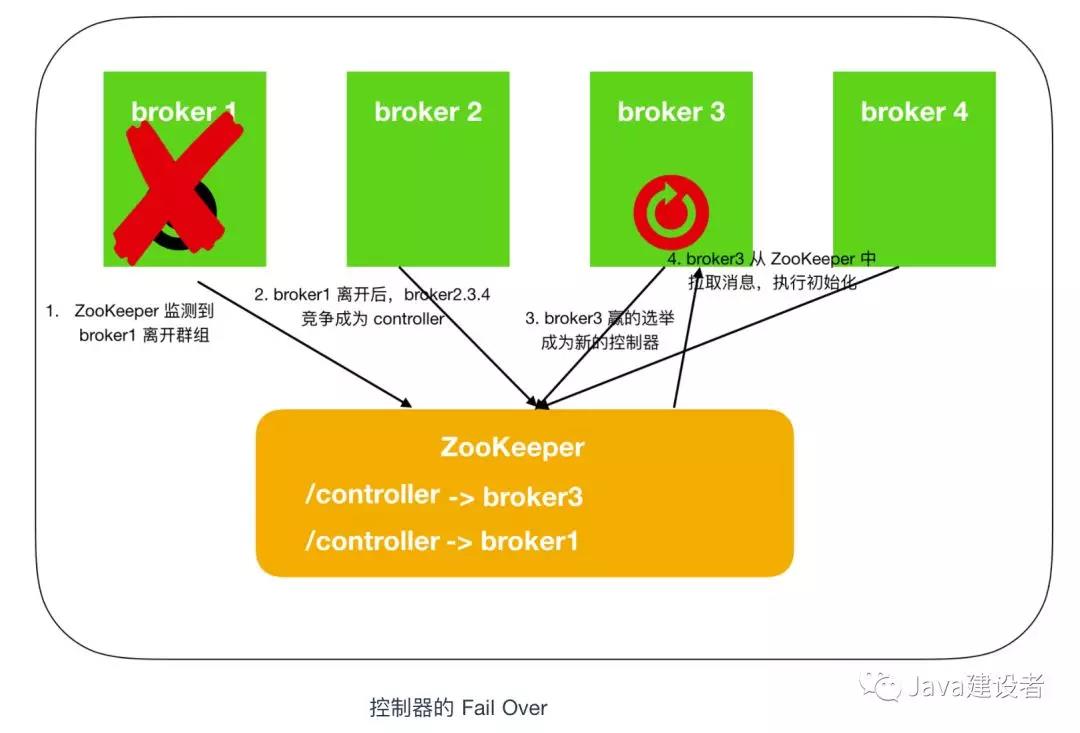 broker 1
broker 2
broker 3
broker 4
1. ZooKeeper 监测到
broker1 离开群组
2. broker1 离开后，broker2.3.4
竞争成为 controller
3. broker3 赢的选举
成为新的控制器
4. broker3 从 ZooKeeper 中
拉取消息，执行初始化
ZooKeeper
/controller -> broker3
/controller -> broker1
控制器的 Fail Over
Java建设者